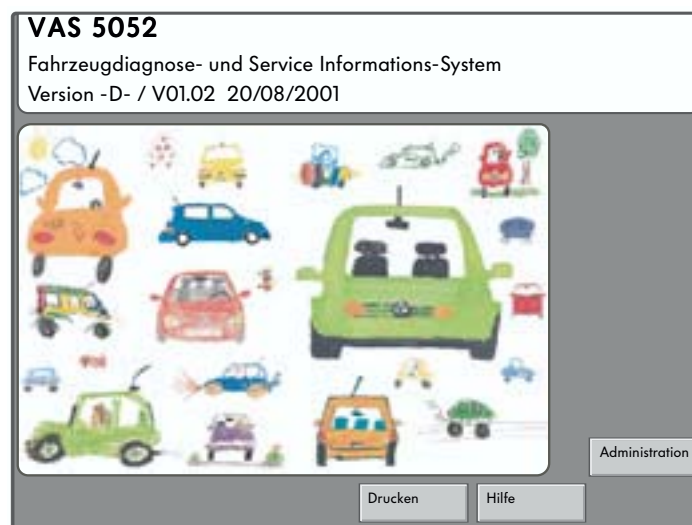 VAS 5052
Fahrzeugdiagnose- und Service Informations-System
Version -D- / V01.02 20/08/2001
Administration
Drucken
Hilfe